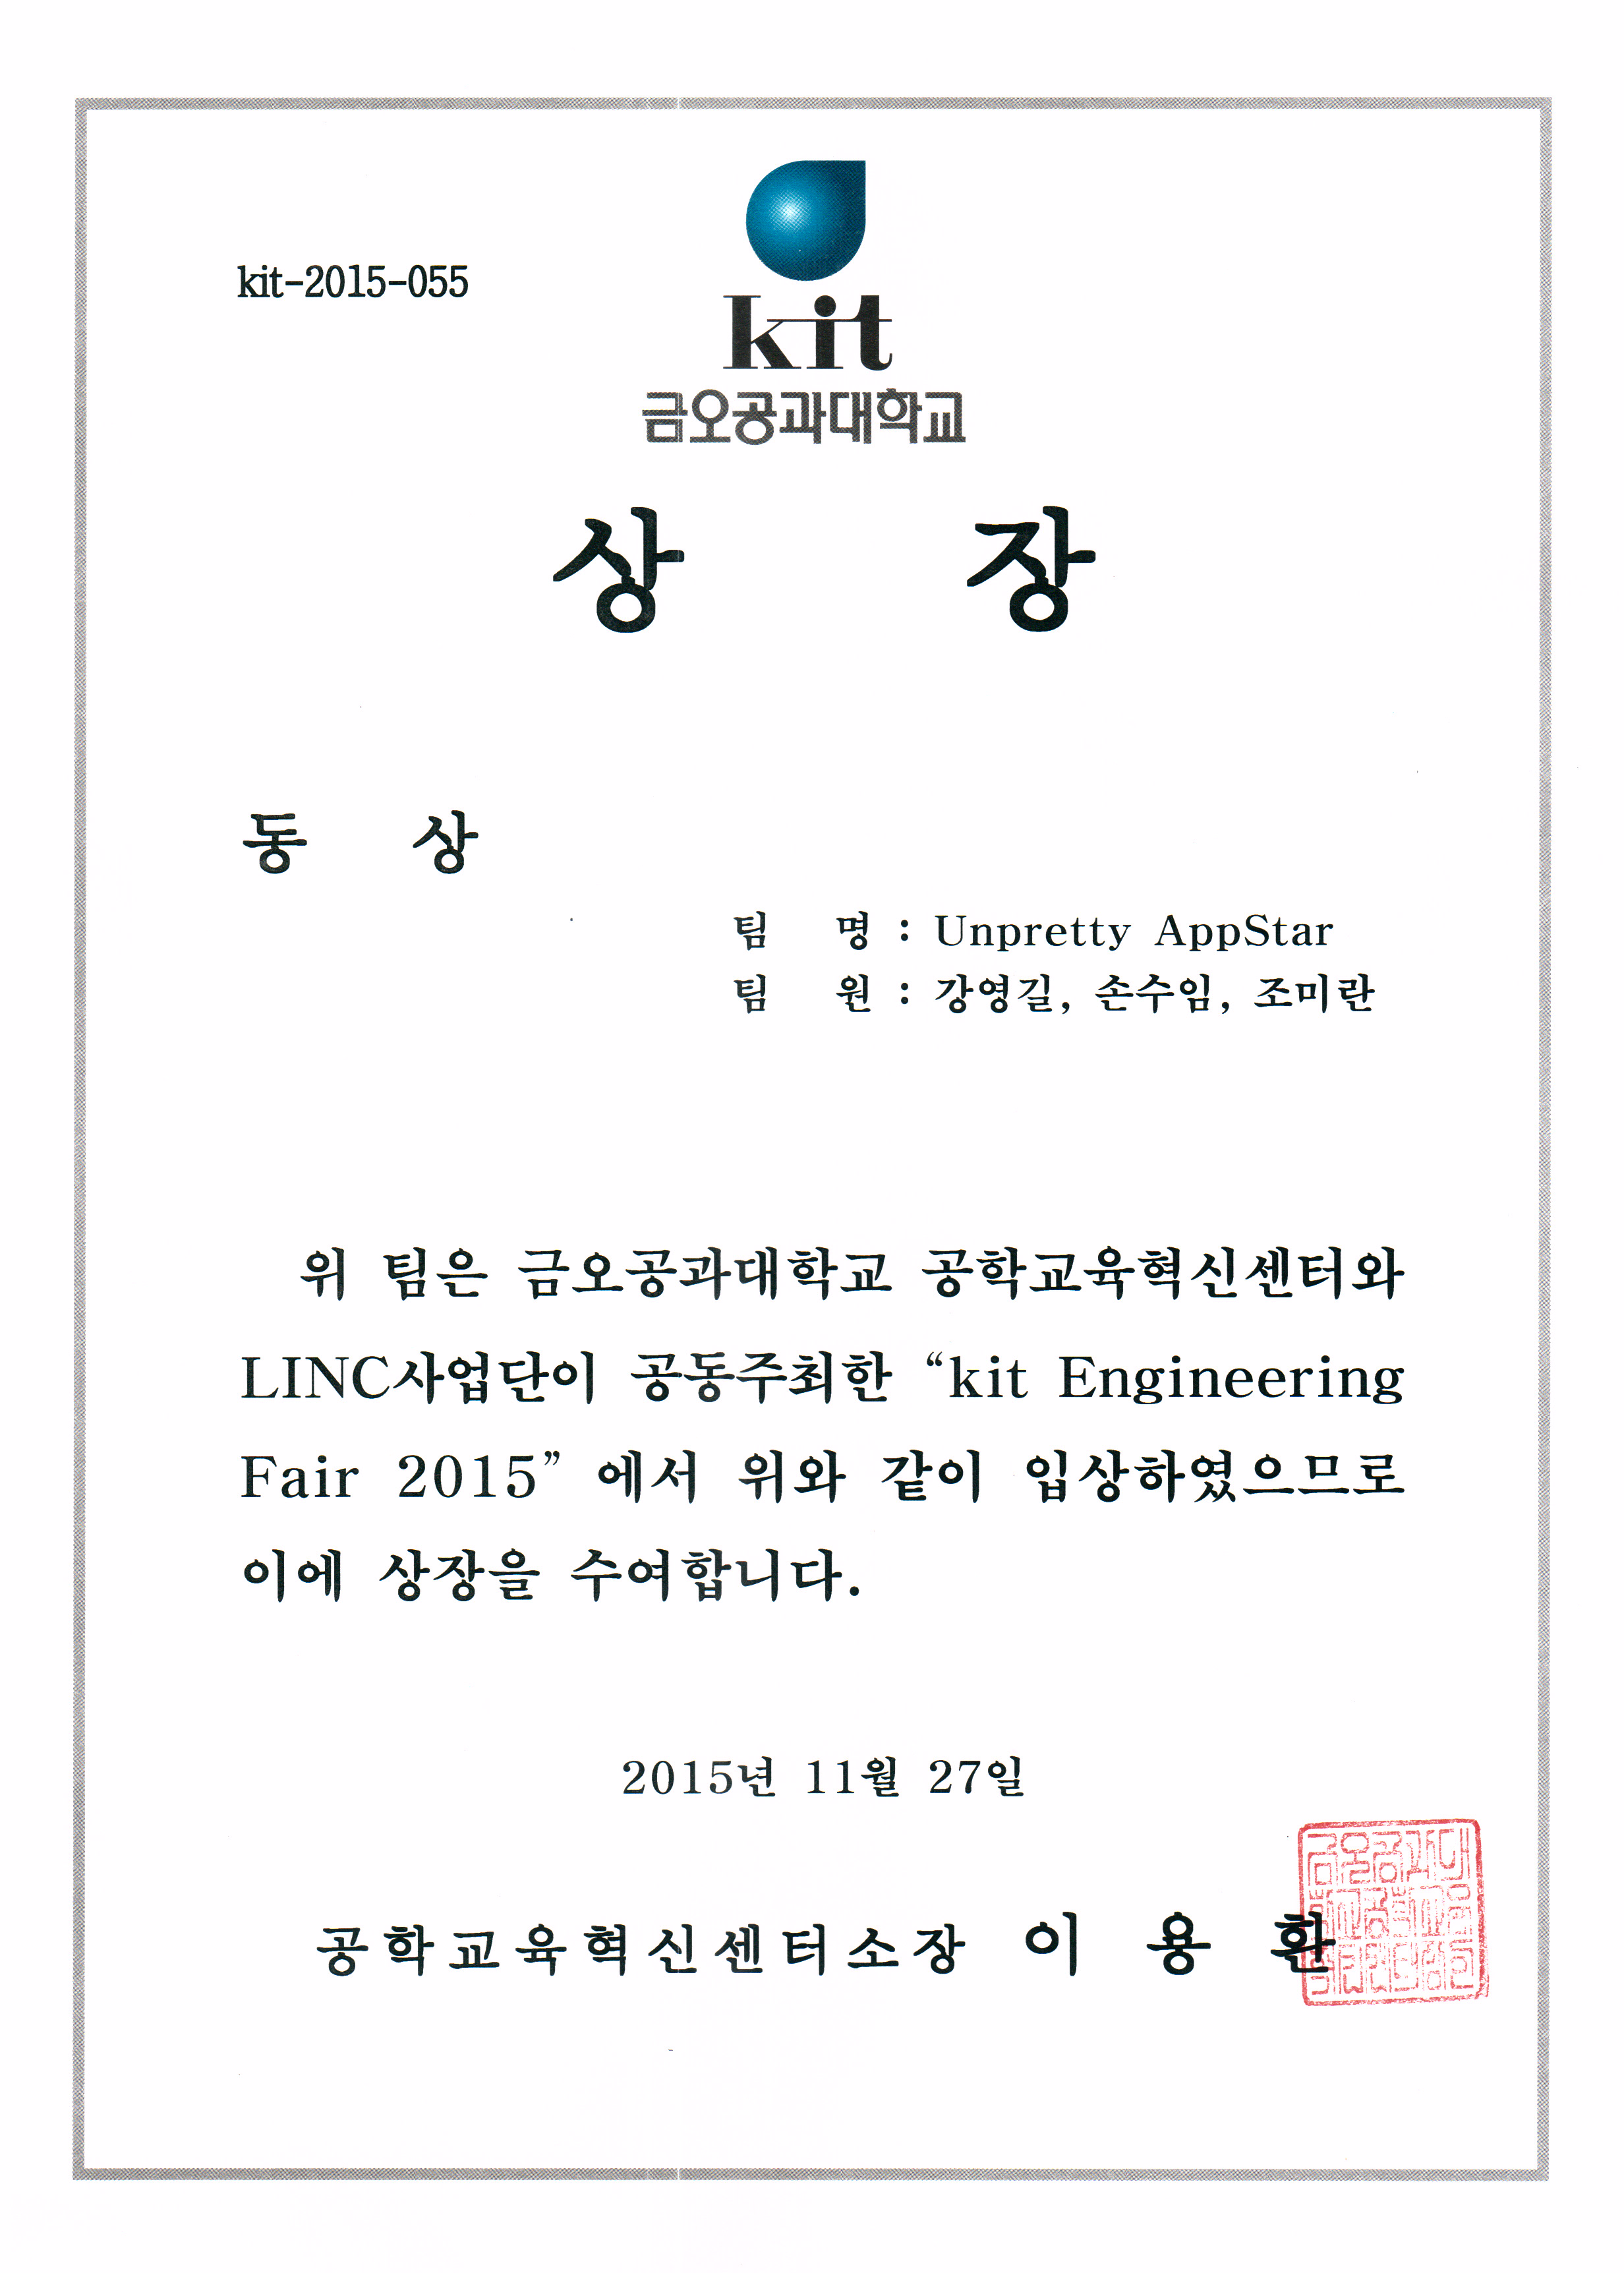 kit-2015-055
kit
금오공과대학교
상 장
동 상
팀 명 : Unpretty AppStar
팀 원 : 강영길, 손수임, 조미란
위 팀은 금오공과대학교 공학교육혁신센터와
LINC사업단이 공동주최한 “kit Engineering
Fair 2015” 에서 위와 같이 입상하였으므로
이에 상장을 수여합니다.
2015년 11월 27일
공학교육혁신센터소장 이 용 환